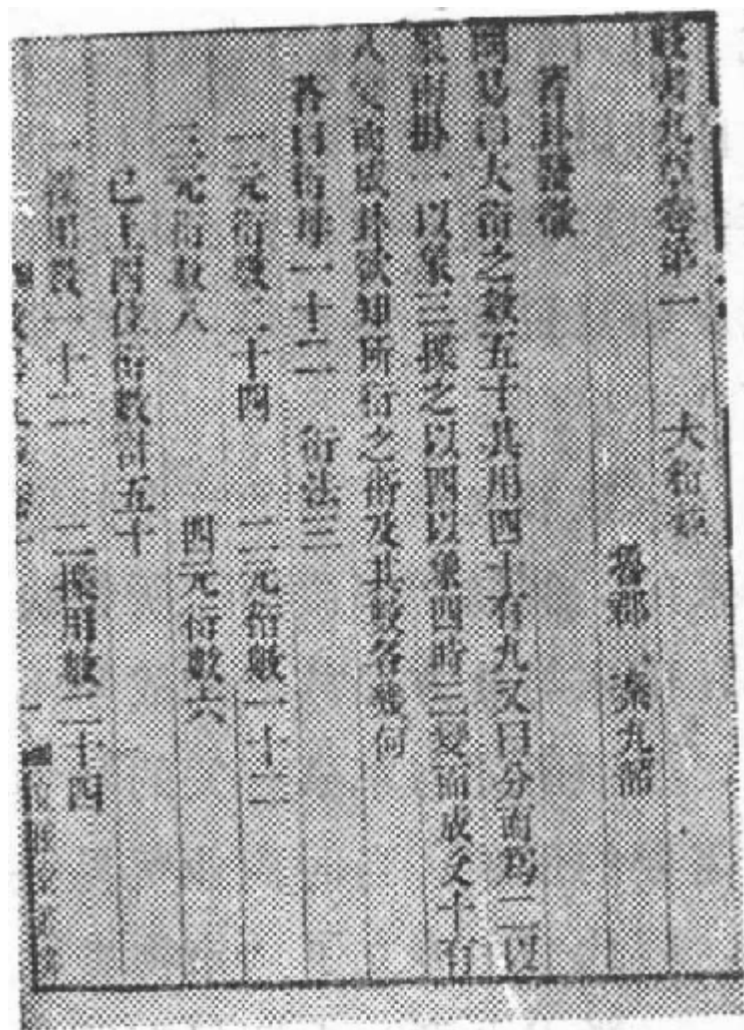 數書九章卷第一 大衍類
魯郡 秦九韶
蓍卦發微
問易曰大衍之數五十其用四十有九又曰分而為二以
象兩掛一以象三揲之以四以象四時三變而成爻十有
八變而成卦欲知所衍之術及其數各幾何
答曰衍母一十二 衍法三
一元衍數二十四 二元衍數一十二
三元衍數八 四元衍數六
已上四位衍數計五十
一揲用數一十二 二揲用數二十四